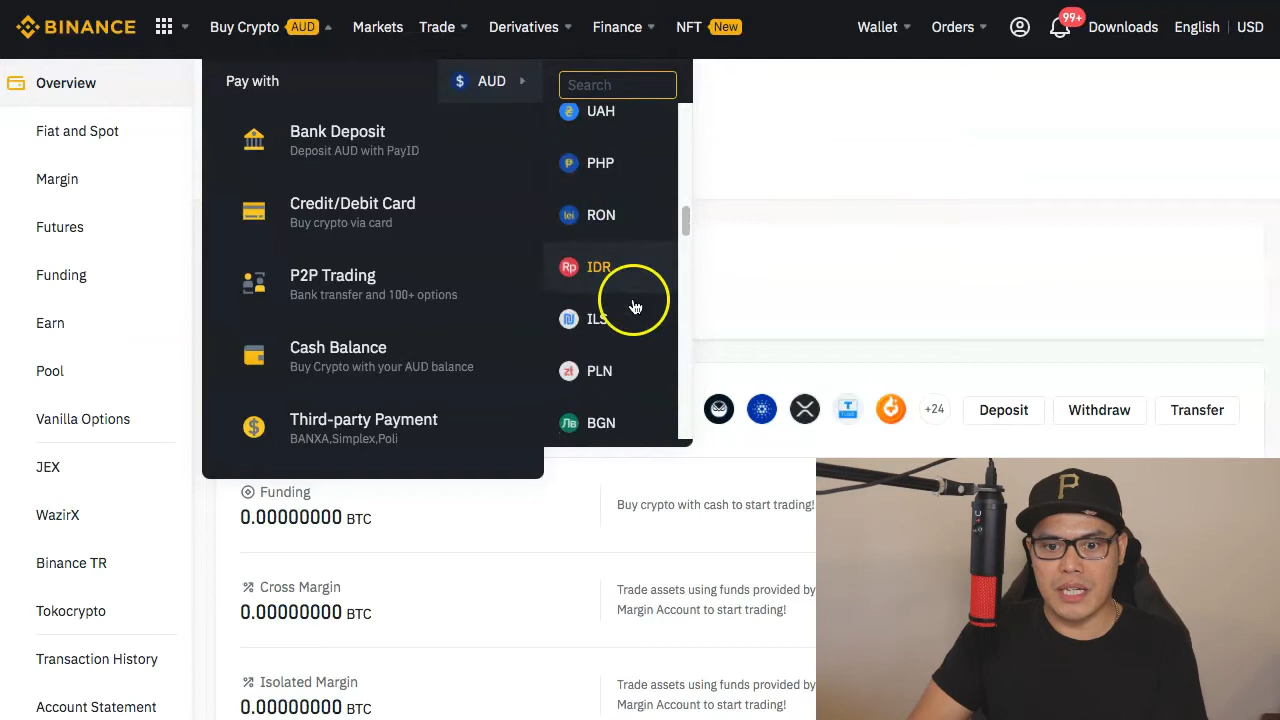 BINANCE
Buy Crypto AUD
Markets
Trade
Derivatives
Finance
NFT New
Wallet
Orders
99+
Downloads
English
USD
Overview
Fiat and Spot
Margin
Futures
Funding
Earn
Pool
Vanilla Options
JEX
WazirX
Binance TR
Tokocrypto
Transaction History
Account Statement
Pay with
$ AUD
Bank Deposit
Deposit AUD with PayID
Credit/Debit Card
Buy crypto via card
P2P Trading
Bank transfer and 100+ options
Cash Balance
Buy Crypto with your AUD balance
Third-party Payment
BANXA,Simplex,Poli
Search
₴ UAH
₱ PHP
lei RON
Rp IDR
₪ ILS
zł PLN
Лв BGN
+24
Deposit
Withdraw
Transfer
Funding
0.00000000 BTC
Buy crypto with cash to start trading!
Cross Margin
0.00000000 BTC
Trade assets using funds provided by
Margin Account to start trading!
Isolated Margin
0.00000000 BTC
Trade assets using funds provided by
Margin Account to start trading!
P